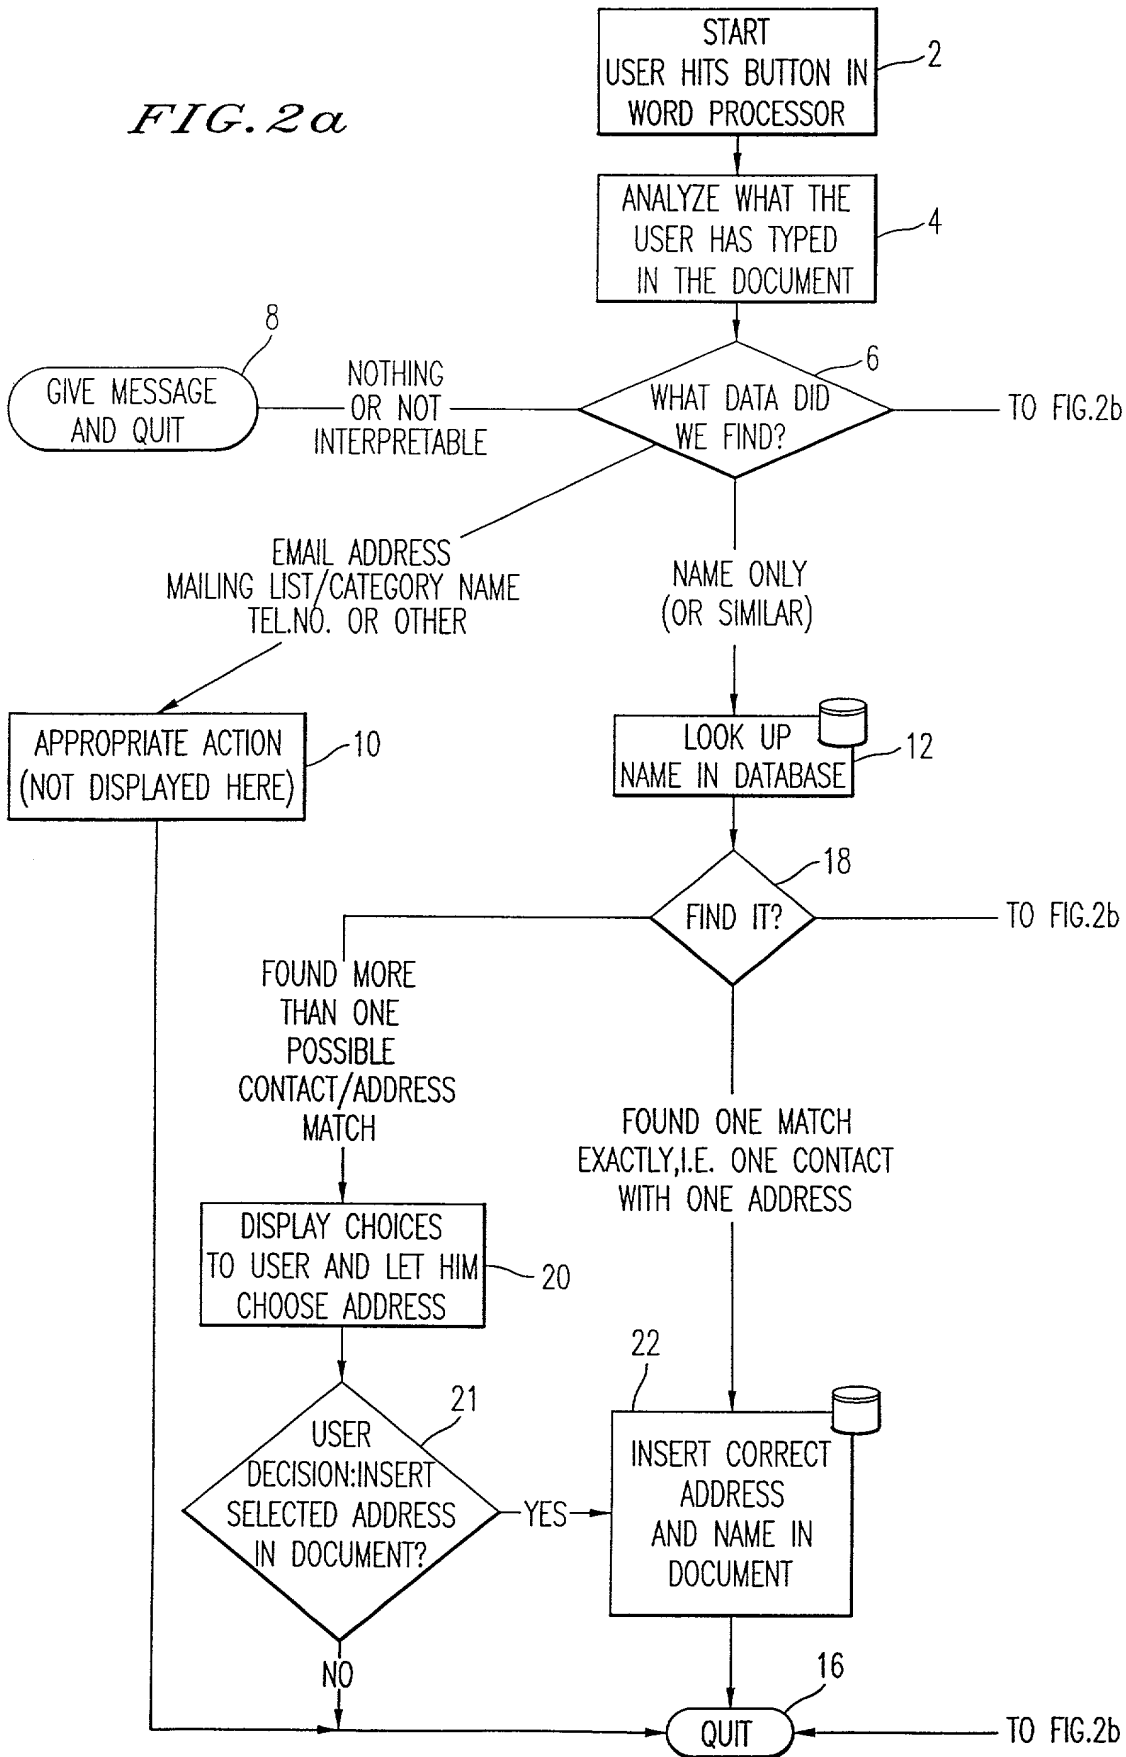 START
USER HITS BUTTON IN
WORD PROCESSOR
2
FIG.2a
ANALYZE WHAT THE
USER HAS TYPED
IN THE DOCUMENT
4
8
GIVE MESSAGE
AND QUIT
NOTHING
OR NOT
INTERPRETABLE
6
WHAT DATA DID
WE FIND?
TO FIG.2b
EMAIL ADDRESS
MAILING LIST/CATEGORY NAME
TEL.NO. OR OTHER
NAME ONLY
(OR SIMILAR)
APPROPRIATE ACTION
(NOT DISPLAYED HERE)
10
LOOK UP
NAME IN DATABASE
12
18
FIND IT?
TO FIG.2b
FOUND MORE
THAN ONE
POSSIBLE
CONTACT/ADDRESS
MATCH
FOUND ONE MATCH
EXACTLY,I.E. ONE CONTACT
WITH ONE ADDRESS
DISPLAY CHOICES
TO USER AND LET HIM
CHOOSE ADDRESS
20
21
USER
DECISION:INSERT
SELECTED ADDRESS
IN DOCUMENT?
YES
NO
22
INSERT CORRECT
ADDRESS
AND NAME IN
DOCUMENT
16
QUIT
TO FIG.2b